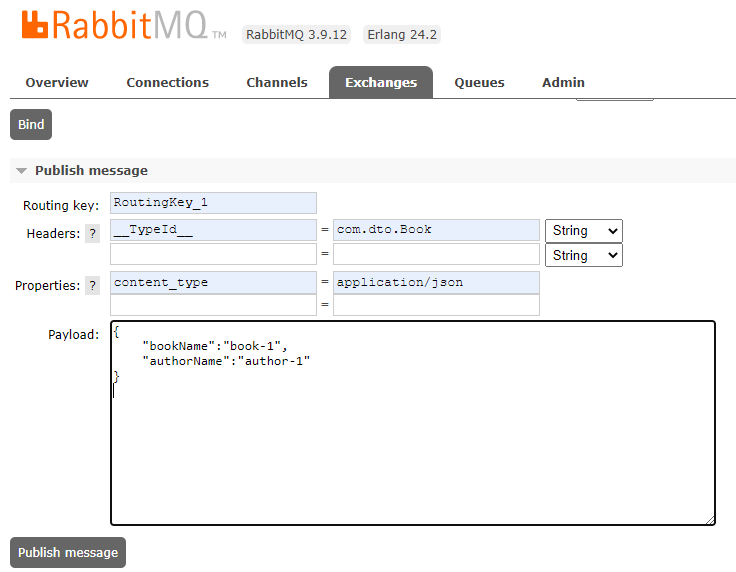 RabbitMQ TM RabbitMQ 3.9.12 Erlang 24.2
Overview Connections Channels Exchanges Queues Admin
Bind
Publish message
Routing key: RoutingKey_1
Headers: ? __TypeId__ = com.dto.Book String
= String
Properties: ? content_type = application/json
=
Payload: {
"bookName":"book-1",
"authorName":"author-1"
}
Publish message